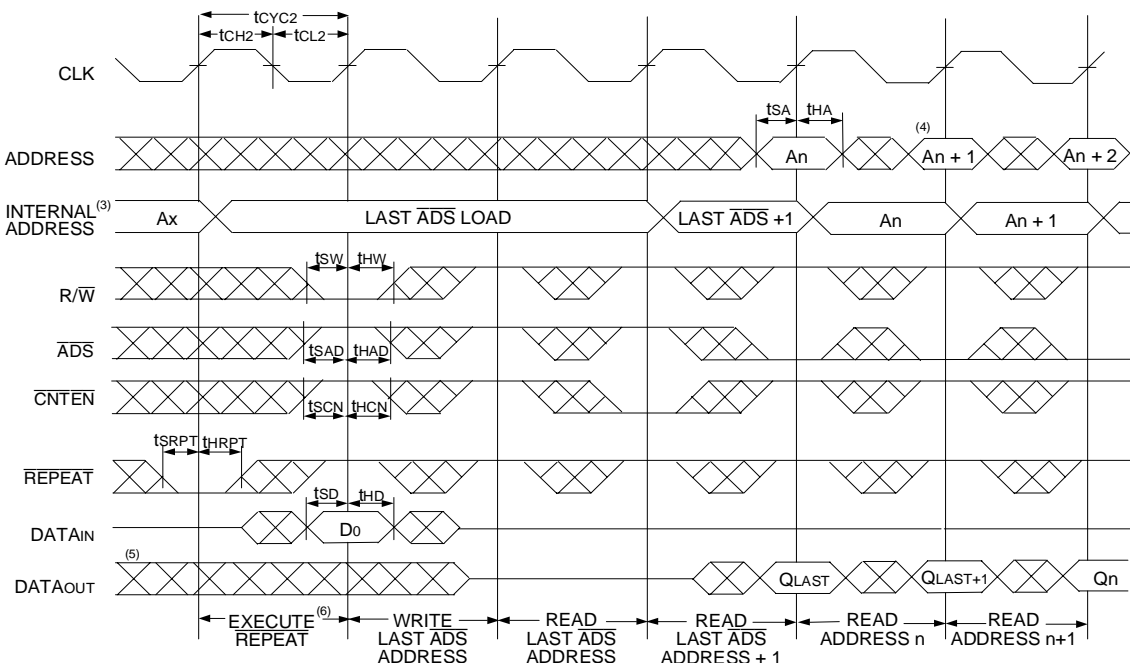 tCYC2
tCH2 tCL2
CLK
tSA tHA
ADDRESS An (4) An + 1 An + 2
INTERNAL (3) ADDRESS Ax LAST ADS LOAD LAST ADS +1 An An + 1
tSW tHW
R/W
ADS tSAD tHAD
CNTEN tSCN tHCN
tSRPT tHRPT
REPEAT
tSD tHD
DATAIN D0
(5)
DATAOUT QLAST QLAST+1 Qn
EXECUTE (6) REPEAT
WRITE LAST ADS ADDRESS
READ LAST ADS ADDRESS
READ LAST ADS ADDRESS + 1
READ ADDRESS n
READ ADDRESS n+1